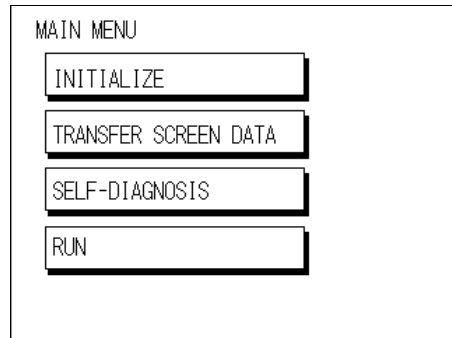 MAIN MENU
INITIALIZE
TRANSFER SCREEN DATA
SELF-DIAGNOSIS
RUN